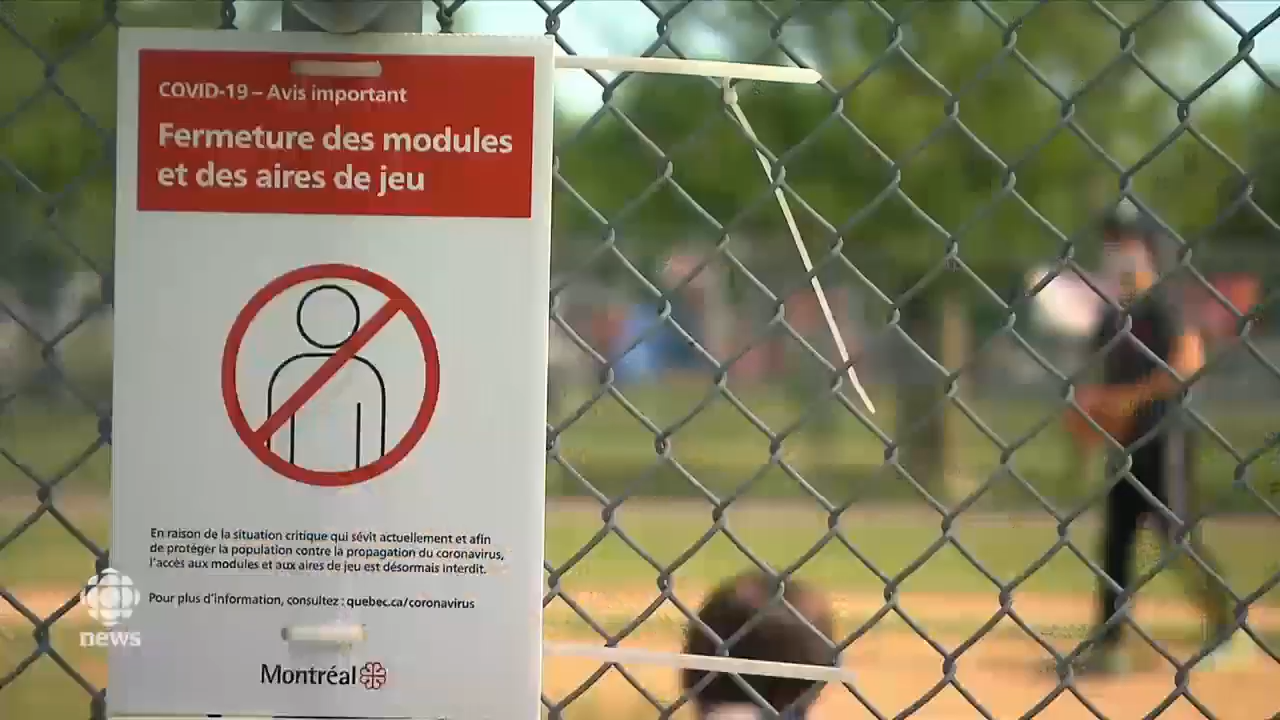 COVID-19 – Avis important
Fermeture des modules
et des aires de jeu
En raison de la situation critique qui sévit actuellement et afin
de protéger la population contre la propagation du coronavirus,
l'accès aux modules et aux aires de jeu est désormais interdit.
Pour plus d'information, consultez : quebec.ca/coronavirus
news
Montréal